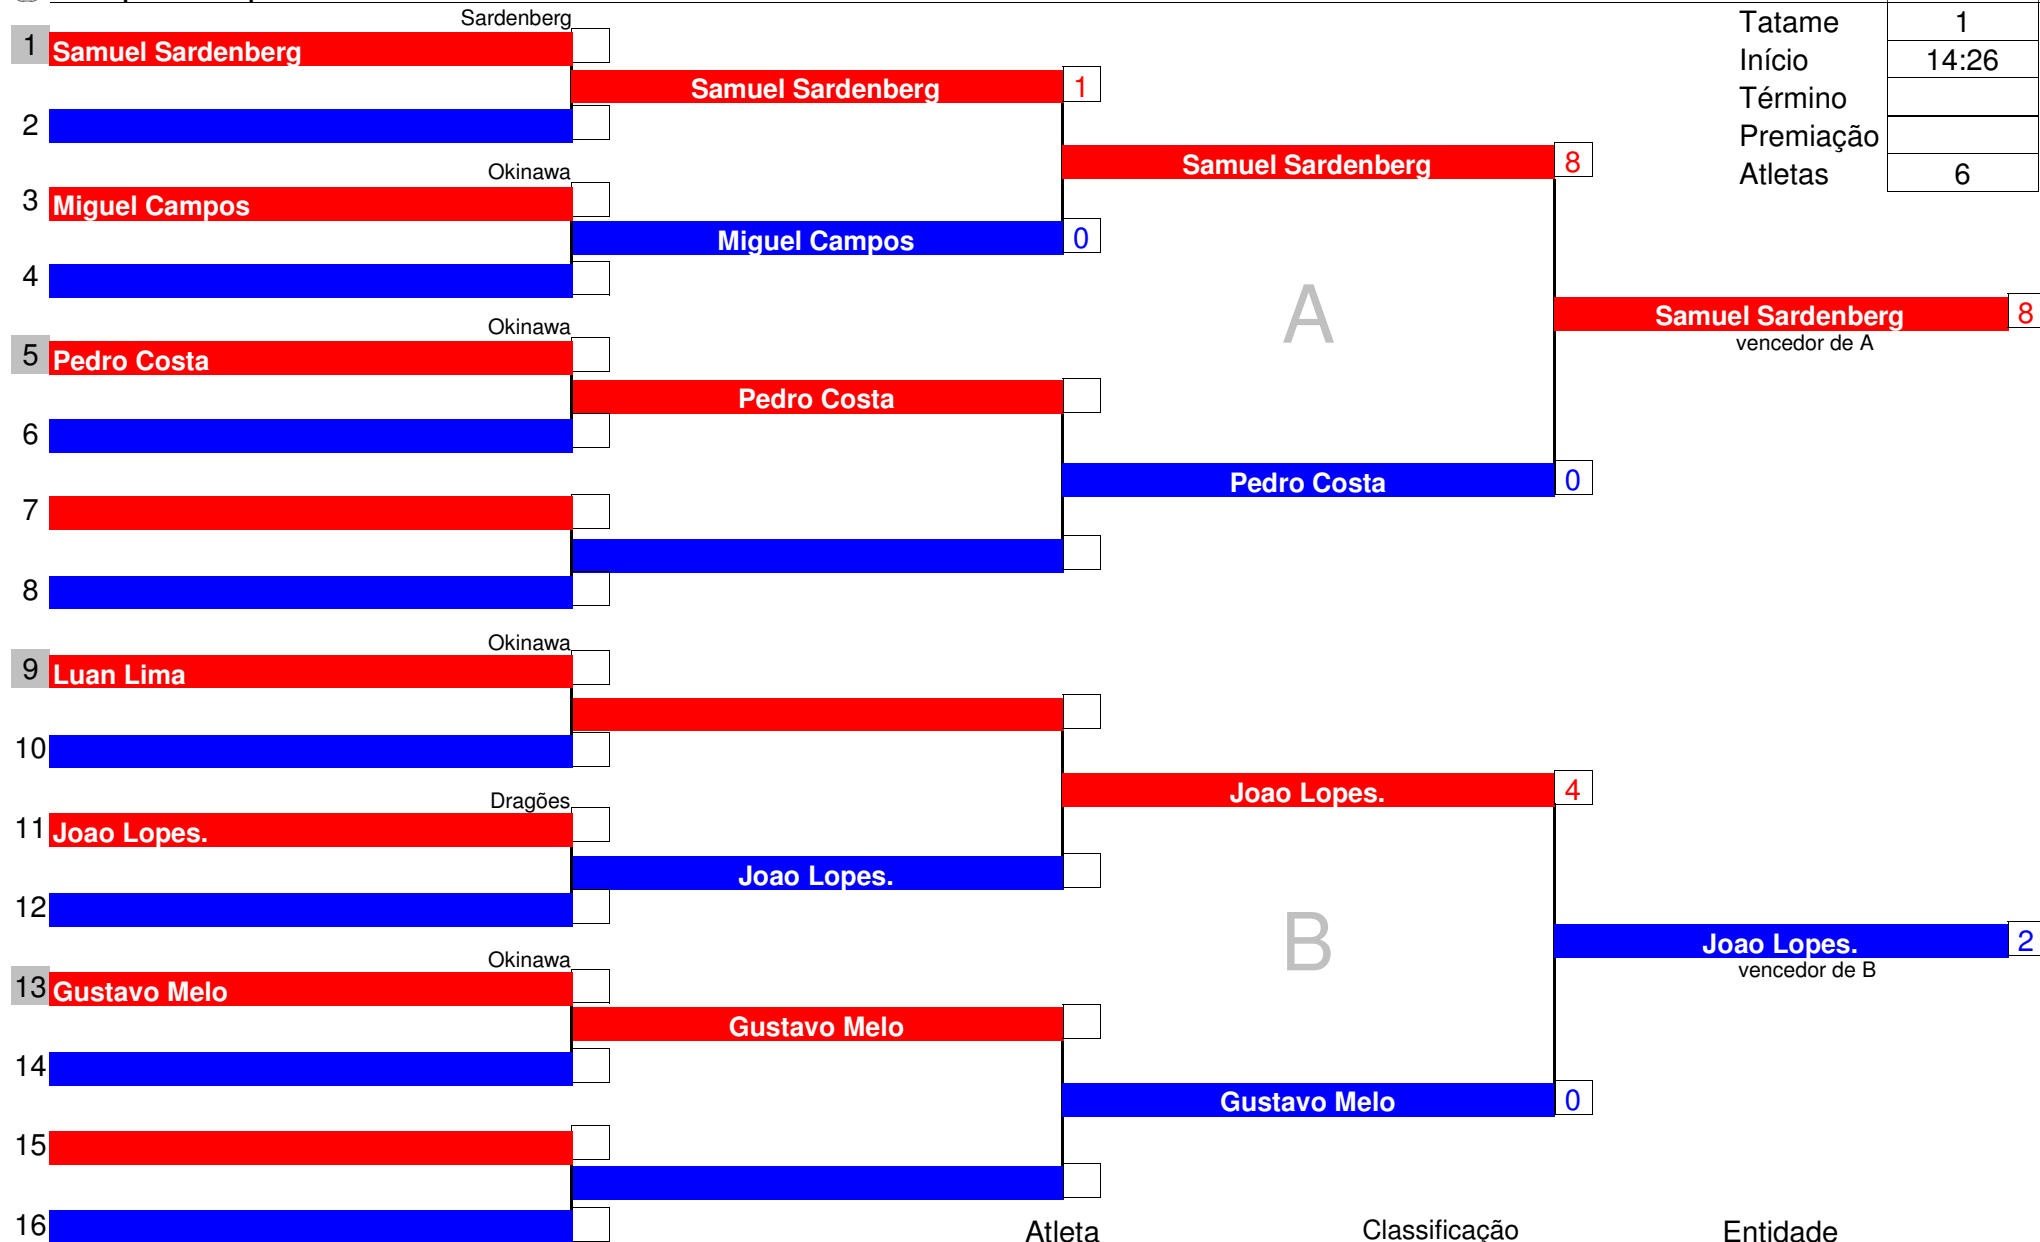 Sardenberg
Tatame 1
1 Samuel Sardenberg
Início 14:26
Samuel Sardenberg 1
Término
2
Premiação
Samuel Sardenberg 8
Okinawa
Atletas 6
3 Miguel Campos
Miguel Campos 0
4
A
Samuel Sardenberg 8
Okinawa
vencedor de A
5 Pedro Costa
Pedro Costa
6
Pedro Costa 0
7
8
Okinawa
9 Luan Lima
10
Joao Lopes. 4
Dragões
11 Joao Lopes.
Joao Lopes.
12
B
Joao Lopes. 2
Okinawa
vencedor de B
13 Gustavo Melo
Gustavo Melo
14
Gustavo Melo 0
15
16
Atleta Classificação Entidade